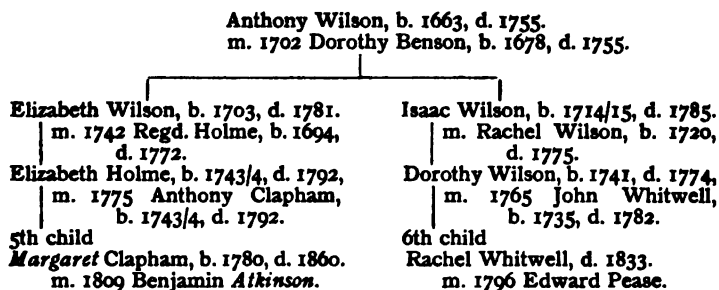 Anthony Wilson, b. 1663, d. 1755.
m. 1702 Dorothy Benson, b. 1678, d. 1755.
Elizabeth Wilson, b. 1703, d. 1781.
m. 1742 Regd. Holme, b. 1694,
d. 1772.
Elizabeth Holme, b. 1743/4, d. 1792,
m. 1775 Anthony Clapham,
b. 1743/4, d. 1792.
5th child
Margaret Clapham, b. 1780, d. 1860.
m. 1809 Benjamin Atkinson.
Isaac Wilson, b. 1714/15, d. 1785.
m. Rachel Wilson, b. 1720,
d. 1775.
Dorothy Wilson, b. 1741, d. 1774,
m. 1765 John Whitwell,
b. 1735, d. 1782.
6th child
Rachel Whitwell, d. 1833.
m. 1796 Edward Pease.